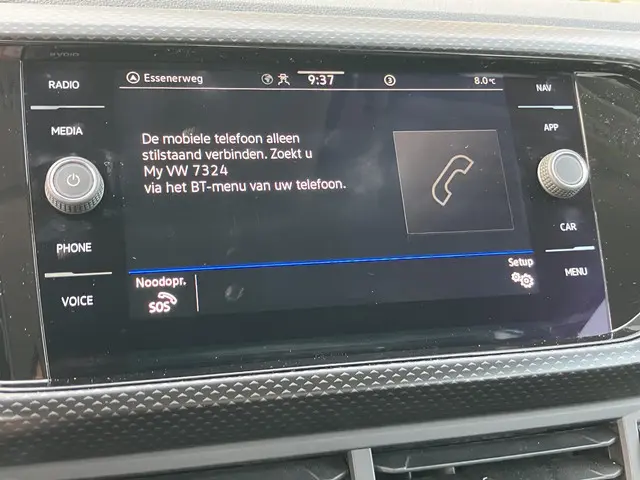 RADIO
MEDIA
PHONE
VOICE
Essenerweg
9:37
3
8.0°C
De mobiele telefoon alleen
stilstaand verbinden. Zoekt u
My VW 7324
via het BT-menu van uw telefoon.
Noodopr.
SOS
Setup
NAV
APP
CAR
MENU